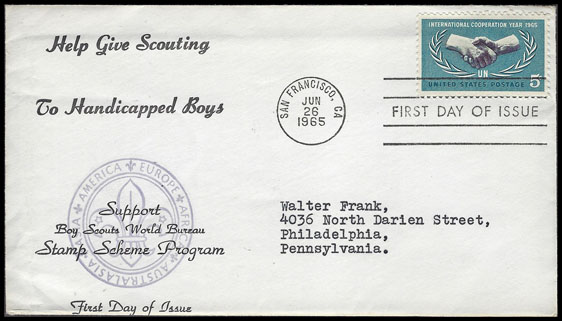 Help Give Scouting
To Handicapped Boys
INTERNATIONAL COOPERATION YEAR 1965
UN
UNITED STATES POSTAGE 5
SAN FRANCISCO, CA
JUN
26
1965
FIRST DAY OF ISSUE
ASIA • AMERICA • EUROPE • AFRICA • AUSTRALASIA
Support
Boy Scouts World Bureau
Stamp Scheme Program
First Day of Issue
Walter Frank,
4036 North Darien Street,
Philadelphia,
Pennsylvania.